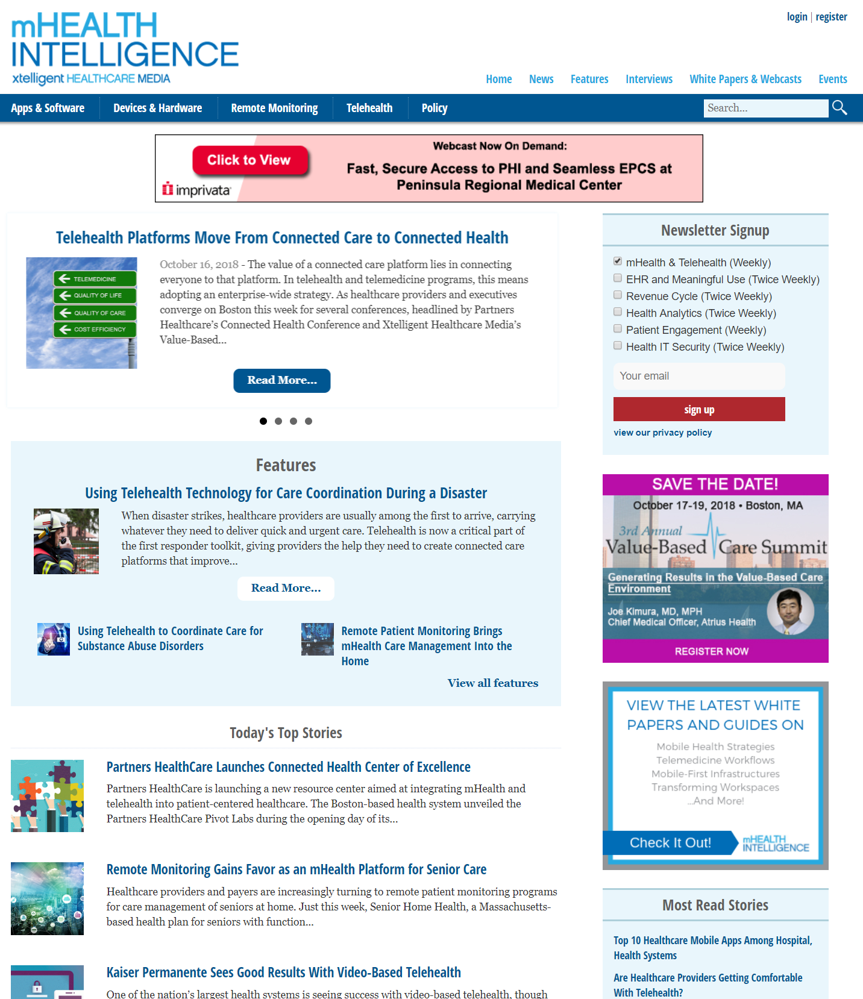 mHEALTH
INTELLIGENCE
xtelligent HEALTHCARE MEDIA
login | register
Home News Features Interviews White Papers & Webcasts Events
Apps & Software Devices & Hardware Remote Monitoring Telehealth Policy Search...
Click to View
imprivata
Webcast Now On Demand:
Fast, Secure Access to PHI and Seamless EPCS at
Peninsula Regional Medical Center
Telehealth Platforms Move From Connected Care to Connected Health
TELEMEDICINE
QUALITY OF LIFE
QUALITY OF CARE
COST EFFICIENCY
October 16, 2018 - The value of a connected care platform lies in connecting
everyone to that platform. In telehealth and telemedicine programs, this means
adopting an enterprise-wide strategy. As healthcare providers and executives
converge on Boston this week for several conferences, headlined by Partners
Healthcare's Connected Health Conference and Xtelligent Healthcare Media's
Value-Based...
Read More...
Features
Using Telehealth Technology for Care Coordination During a Disaster
When disaster strikes, healthcare providers are usually among the first to arrive, carrying
whatever they need to deliver quick and urgent care. Telehealth is now a critical part of
the first responder toolkit, giving providers the help they need to create connected care
platforms that improve...
Read More...
Using Telehealth to Coordinate Care for
Substance Abuse Disorders
Remote Patient Monitoring Brings
mHealth Care Management Into the
Home
View all features
Today's Top Stories
Partners HealthCare Launches Connected Health Center of Excellence
Partners HealthCare is launching a new resource center aimed at integrating mHealth and
telehealth into patient-centered healthcare. The Boston-based health system unveiled the
Partners HealthCare Pivot Labs during the opening day of its...
Remote Monitoring Gains Favor as an mHealth Platform for Senior Care
Healthcare providers and payers are increasingly turning to remote patient monitoring programs
for care management of seniors at home. Just this week, Senior Home Health, a Massachusetts-
based health plan for seniors with function...
Kaiser Permanente Sees Good Results With Video-Based Telehealth
One of the nation's largest health systems is seeing success with video-based telehealth, though
Newsletter Signup
mHealth & Telehealth (Weekly)
EHR and Meaningful Use (Twice Weekly)
Revenue Cycle (Twice Weekly)
Health Analytics (Twice Weekly)
Patient Engagement (Weekly)
Health IT Security (Twice Weekly)
Your email
sign up
view our privacy policy
SAVE THE DATE!
October 17-19, 2018 • Boston, MA
3rd Annual
Value-Based Care Summit
Generating Results in the Value-Based Care
Environment
Joe Kimura, MD, MPH
Chief Medical Officer, Atrius Health
REGISTER NOW
VIEW THE LATEST WHITE
PAPERS AND GUIDES ON
Mobile Health Strategies
Telemedicine Workflows
Mobile-First Infrastructures
Transforming Workspaces
...And More!
Check It Out!
mHEALTH
INTELLIGENCE
Most Read Stories
Top 10 Healthcare Mobile Apps Among Hospital,
Health Systems
Are Healthcare Providers Getting Comfortable
With Telehealth?